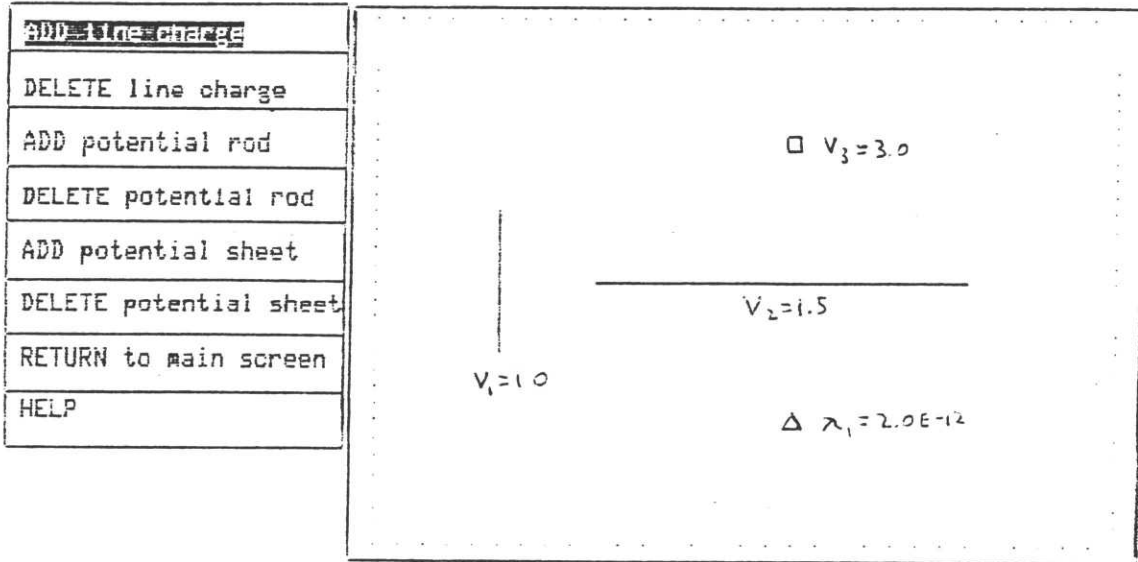 ADD line charge
DELETE line charge
ADD potential rod
DELETE potential rod
ADD potential sheet
DELETE potential sheet
RETURN to main screen
HELP
V₃=3.0
V₂=1.5
V₁=1.0
λ₁=2.0E-12